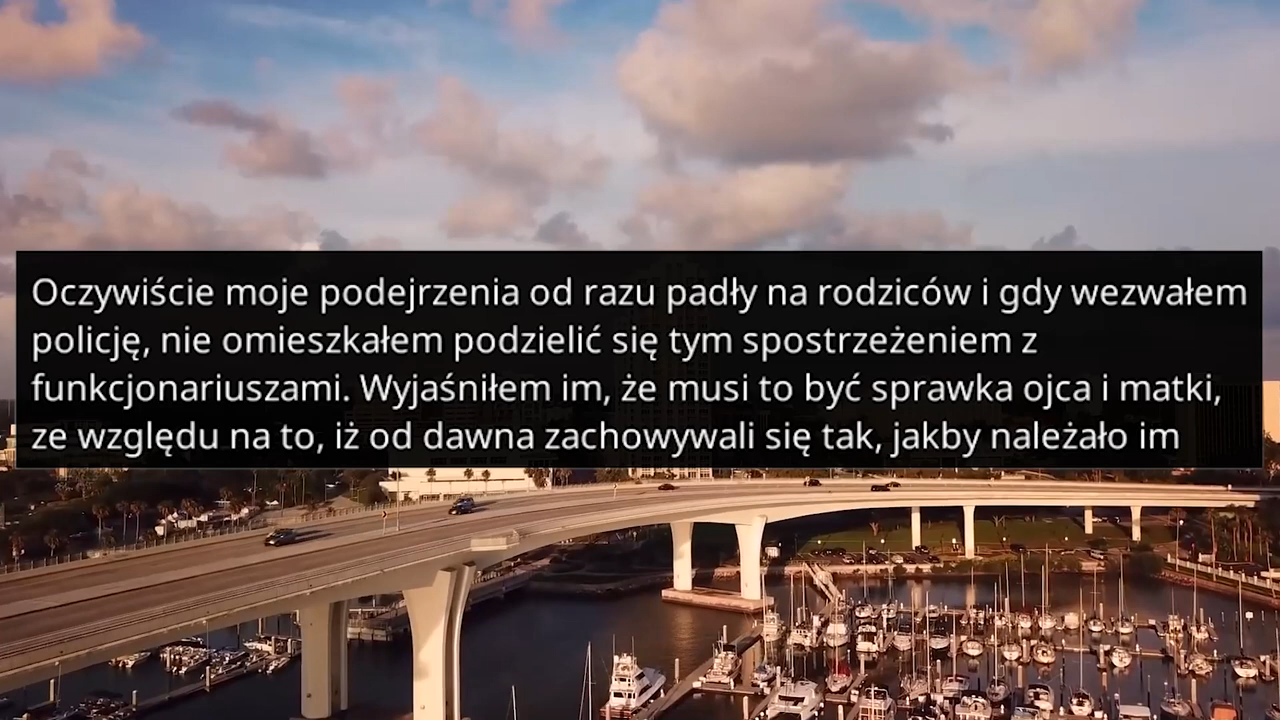 Oczywiście moje podejrzenia od razu padły na rodziców i gdy wezwałem
policję, nie omieszkałem podzielić się tym spostrzeżeniem z
funkcjonariuszami. Wyjaśniłem im, że musi to być sprawka ojca i matki,
ze względu na to, iż od dawna zachowywali się tak, jakby należało im